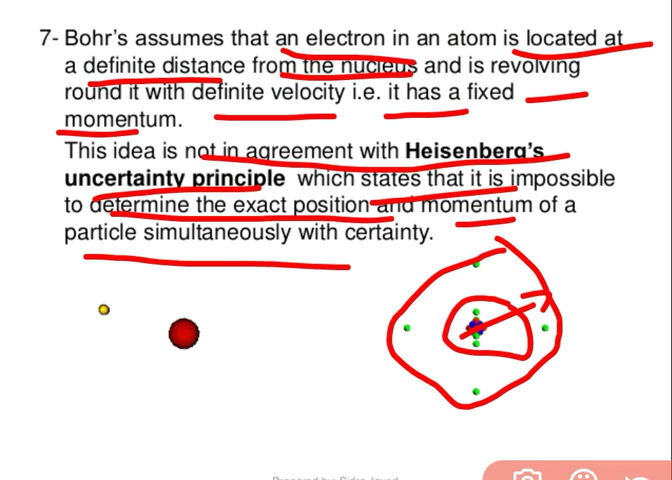 7- Bohr's assumes that an electron in an atom is located at
a definite distance from the nucleus and is revolving
round it with definite velocity i.e. it has a fixed
momentum.
This idea is not in agreement with Heisenberg's
uncertainty principle which states that it is impossible
to determine the exact position and momentum of a
particle simultaneously with certainty.